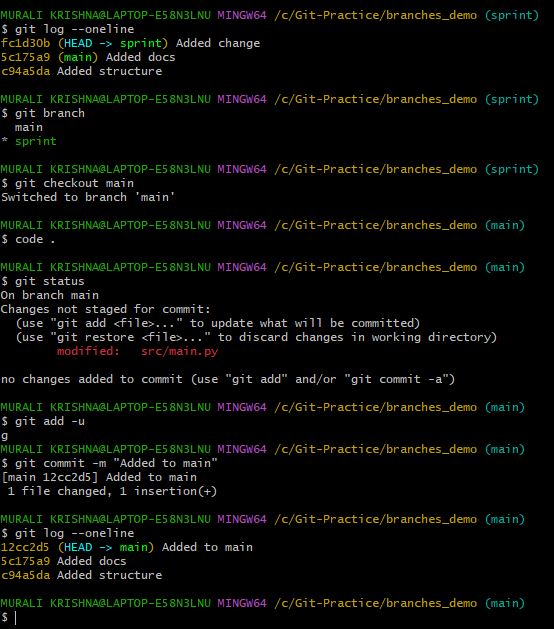 MURALI KRISHNA@LAPTOP-E58N3LNU MINGW64 /c/Git-Practice/branches_demo (sprint)
$ git log --oneline
fc1d30b (HEAD -> sprint) Added change
5c175a9 (main) Added docs
c94a5da Added structure
MURALI KRISHNA@LAPTOP-E58N3LNU MINGW64 /c/Git-Practice/branches_demo (sprint)
$ git branch
  main
* sprint
MURALI KRISHNA@LAPTOP-E58N3LNU MINGW64 /c/Git-Practice/branches_demo (sprint)
$ git checkout main
Switched to branch 'main'
MURALI KRISHNA@LAPTOP-E58N3LNU MINGW64 /c/Git-Practice/branches_demo (main)
$ code .
MURALI KRISHNA@LAPTOP-E58N3LNU MINGW64 /c/Git-Practice/branches_demo (main)
$ git status
On branch main
Changes not staged for commit:
  (use "git add <file>..." to update what will be committed)
  (use "git restore <file>..." to discard changes in working directory)
        modified:   src/main.py
no changes added to commit (use "git add" and/or "git commit -a")
MURALI KRISHNA@LAPTOP-E58N3LNU MINGW64 /c/Git-Practice/branches_demo (main)
$ git add -u
g
MURALI KRISHNA@LAPTOP-E58N3LNU MINGW64 /c/Git-Practice/branches_demo (main)
$ git commit -m "Added to main"
[main 12cc2d5] Added to main
 1 file changed, 1 insertion(+)
MURALI KRISHNA@LAPTOP-E58N3LNU MINGW64 /c/Git-Practice/branches_demo (main)
$ git log --oneline
12cc2d5 (HEAD -> main) Added to main
5c175a9 Added docs
c94a5da Added structure
MURALI KRISHNA@LAPTOP-E58N3LNU MINGW64 /c/Git-Practice/branches_demo (main)
$